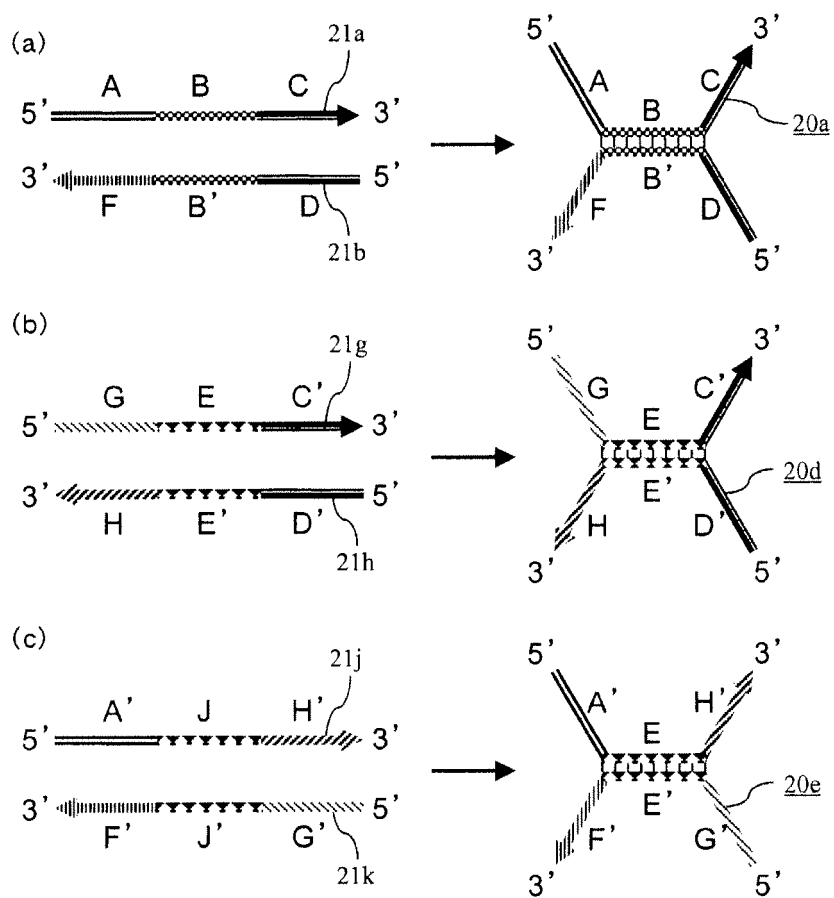 (a)
21a
A B C
5' 3'
3' 5'
F B' D
21b
5' 3'
A B C
20a
B'
F D
3' 5'
(b)
21g
G E C'
5' 3'
3' 5'
H E' D'
21h
5' 3'
G E C'
20d
E'
H D'
3' 5'
(c)
21j
A' J H'
5' 3'
3' 5'
F' J' G'
21k
5' 3'
A' E H'
20e
E'
F' G'
3' 5'